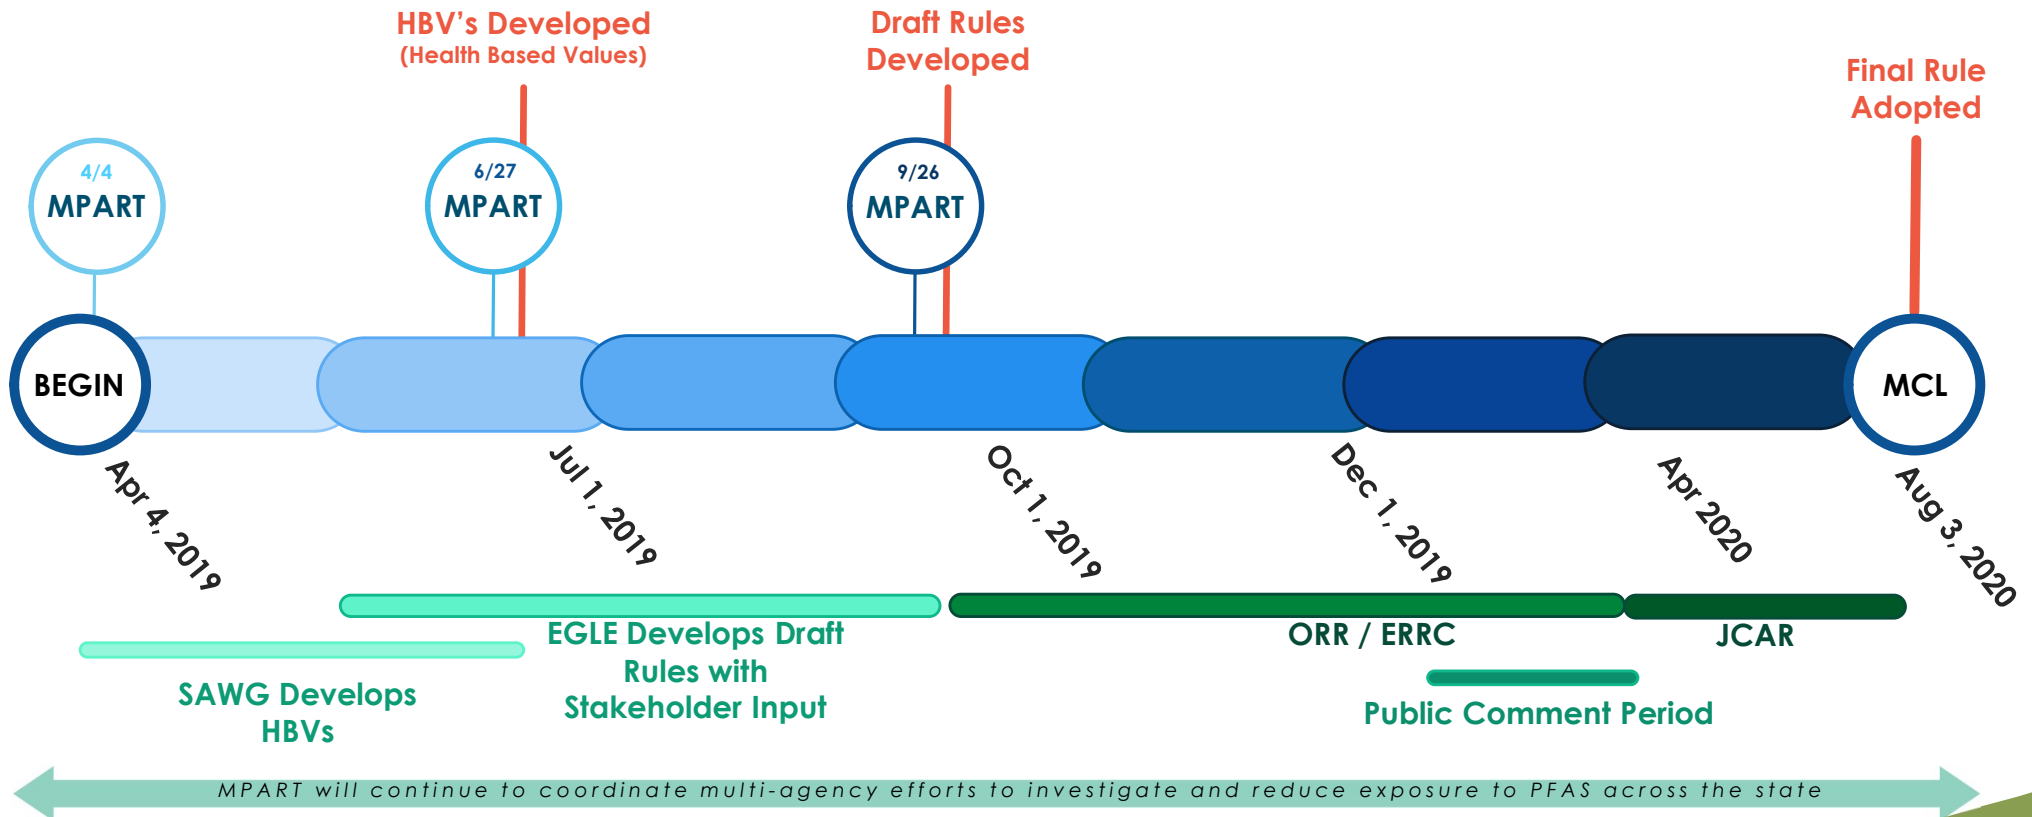 HBV's Developed
(Health Based Values)
Draft Rules
Developed
Final Rule
Adopted
4/4
MPART
6/27
MPART
9/26
MPART
BEGIN
MCL
Apr 4, 2019
Jul 1, 2019
Oct 1, 2019
Dec 1, 2019
Apr 2020
Aug 3, 2020
EGLE Develops Draft
Rules with
Stakeholder Input
ORR / ERRC
JCAR
SAWG Develops
HBVs
Public Comment Period
MPART will continue to coordinate multi-agency efforts to investigate and reduce exposure to PFAS across the state